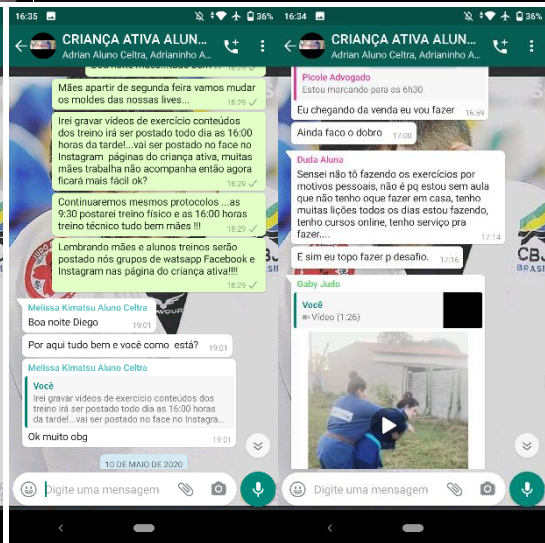 16:35
36%
CRIANÇA ATIVA ALUN...
Adrian Aluno Celtra, Adrianinho A...
18:29
Mães apartir de segunda feira vamos mudar
os moldes das nossas lives...
18:29
Irei gravar vídeos de exercício conteúdos
dos treino irá ser postado todo dia as 16:00
horas da tarde!...vai ser postado no face no
Instagram páginas do criança ativa, muitas
mães trabalha não acompanha então agora
ficará mais fácil ok?
18:29
Continuaremos mesmos protocolos ...as
9:30 postarei treino físico e as 16:00 horas
treino técnico tudo bem mães !!!
18:29
Lembrando mães e alunos treinos serão
postado nós grupos de watsapp Facebook e
Instagram nas página do criança ativa!!!!
18:29
Melissa Kimatsu Aluno Celtra
Boa noite Diego
19:01
Por aqui tudo bem e você como está?
19:01
Melissa Kimatsu Aluno Celtra
Você
Irei gravar vídeos de exercício conteúdos dos
treino irá ser postado todo dia as 16:00 horas
da tarde!...vai ser postado no face no Instagra...
Ok muito obg
19:01
10 DE MAIO DE 2020
Digite uma mensagem
16:34
36%
CRIANÇA ATIVA ALUN...
Adrian Aluno Celtra, Adrianinho A...
Picole Advogado
Estou marcando para as 6h30
Eu chegando da venda eu vou fazer
16:59
Ainda faco o dobro
17:00
Duda Aluna
Sensei não tô fazendo os exercícios por
motivos pessoais, não é pq estou sem aula
que não tenho oque fazer em casa, tenho
muitas lições todos os dias estou fazendo,
tenho cursos online, tenho serviço pra
fazer....
17:14
E sim eu topo fazer p desafio.
17:16
Gaby Judo
Você
Vídeo (1:26)
CBJ
BRASI
Digite uma mensagem